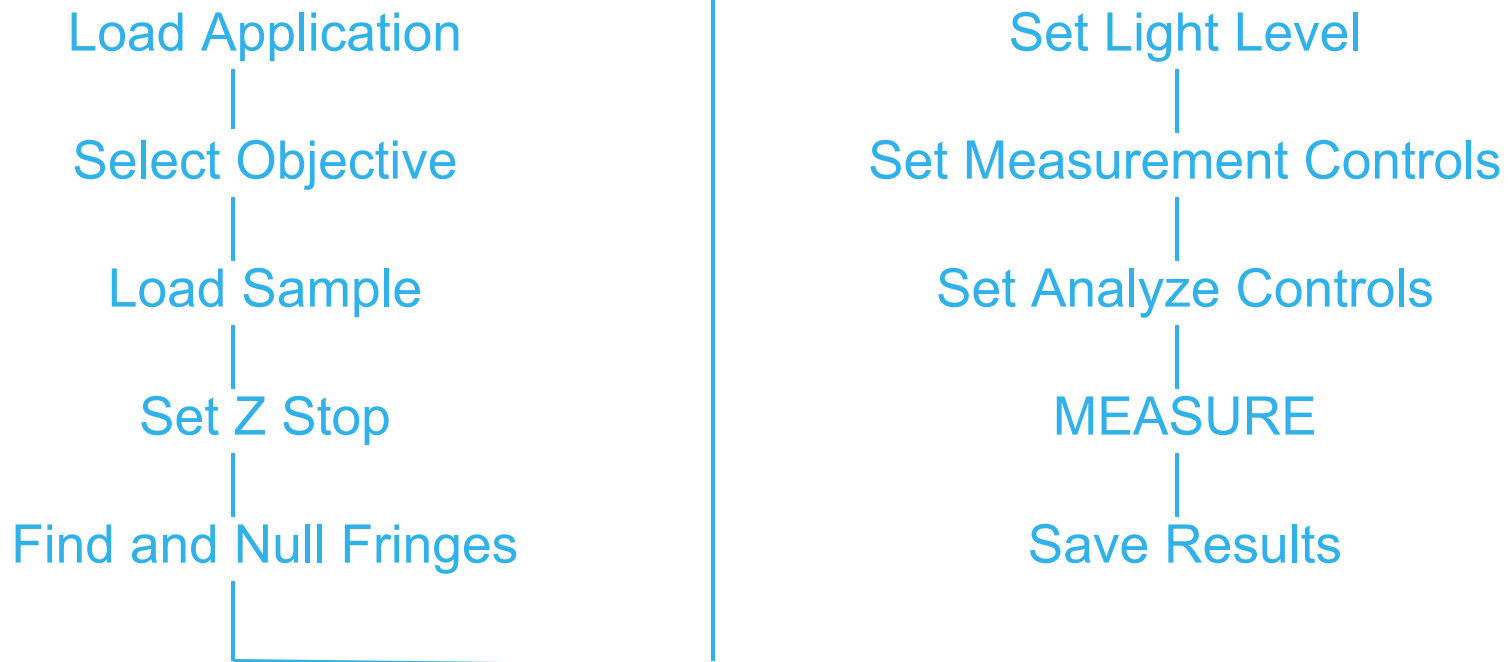 Load Application
Select Objective
Load Sample
Set Z Stop
Find and Null Fringes
Set Light Level
Set Measurement Controls
Set Analyze Controls
MEASURE
Save Results